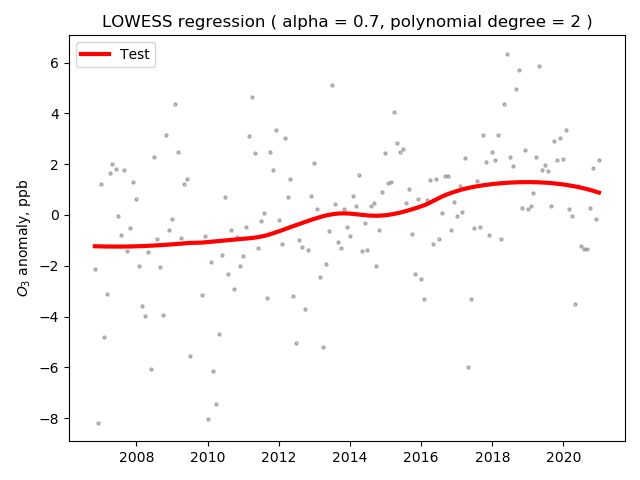 LOWESS regression ( alpha = 0.7, polynomial degree = 2 )
Test
O₃ anomaly, ppb
6
4
2
0
−2
−4
−6
−8
2008 2010 2012 2014 2016 2018 2020